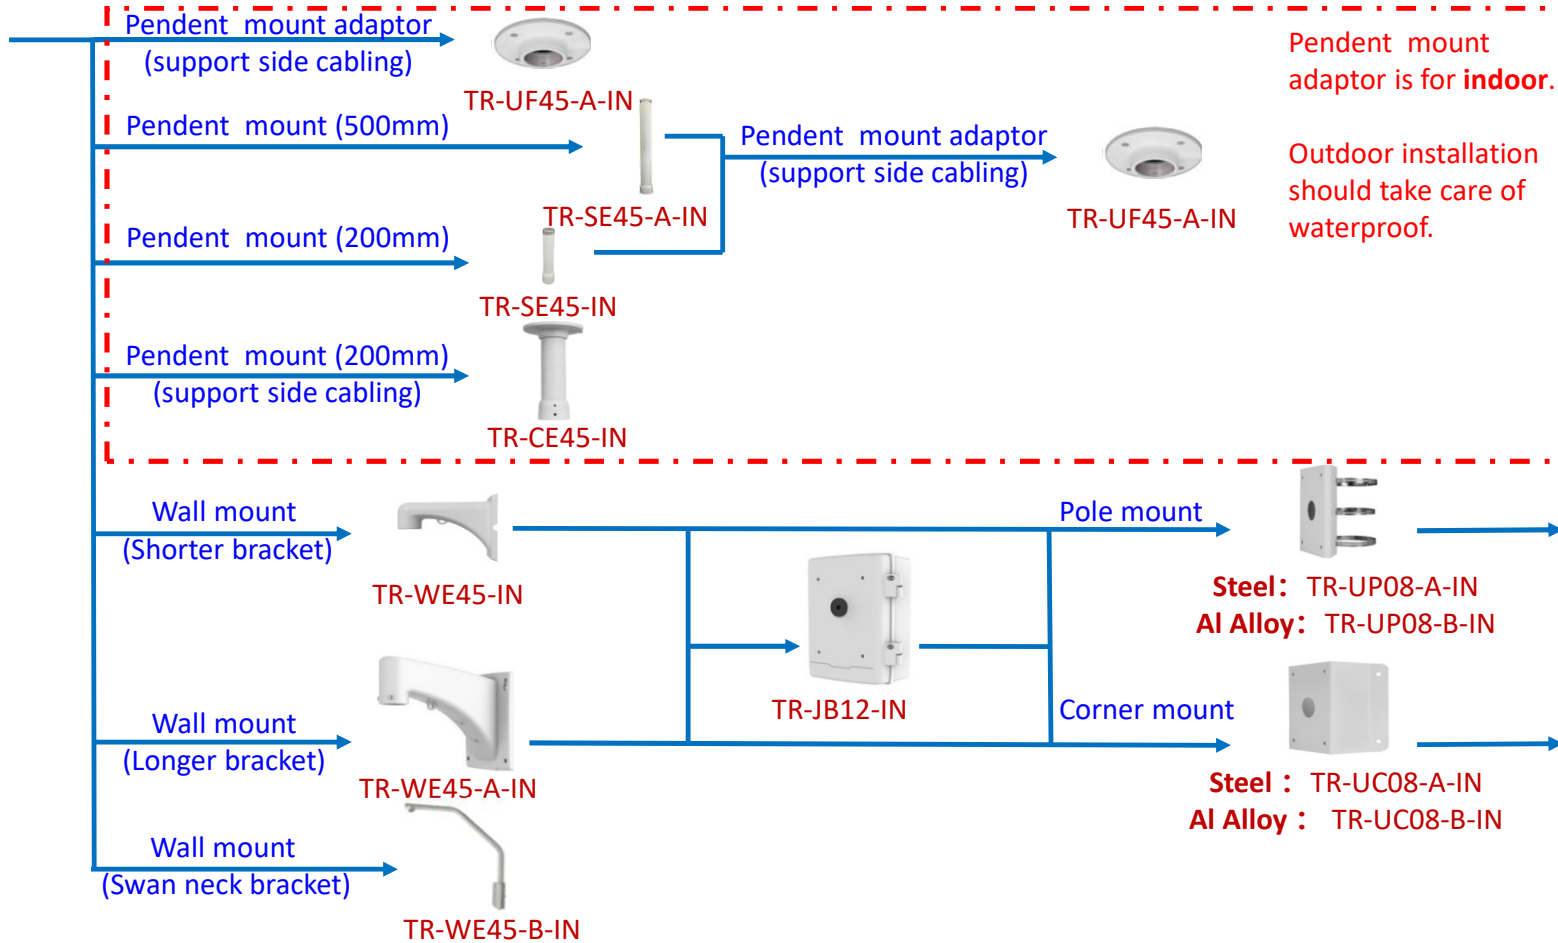 Pendent mount adaptor
(support side cabling)
TR-UF45-A-IN
Pendent mount
adaptor is for indoor.
Outdoor installation
should take care of
waterproof.
Pendent mount (500mm)
TR-SE45-A-IN
Pendent mount adaptor
(support side cabling)
TR-UF45-A-IN
Pendent mount (200mm)
TR-SE45-IN
Pendent mount (200mm)
(support side cabling)
TR-CE45-IN
Wall mount
(Shorter bracket)
TR-WE45-IN
Pole mount
Steel: TR-UP08-A-IN
Al Alloy: TR-UP08-B-IN
TR-JB12-IN
Wall mount
(Longer bracket)
TR-WE45-A-IN
Corner mount
Steel : TR-UC08-A-IN
Al Alloy : TR-UC08-B-IN
Wall mount
(Swan neck bracket)
TR-WE45-B-IN